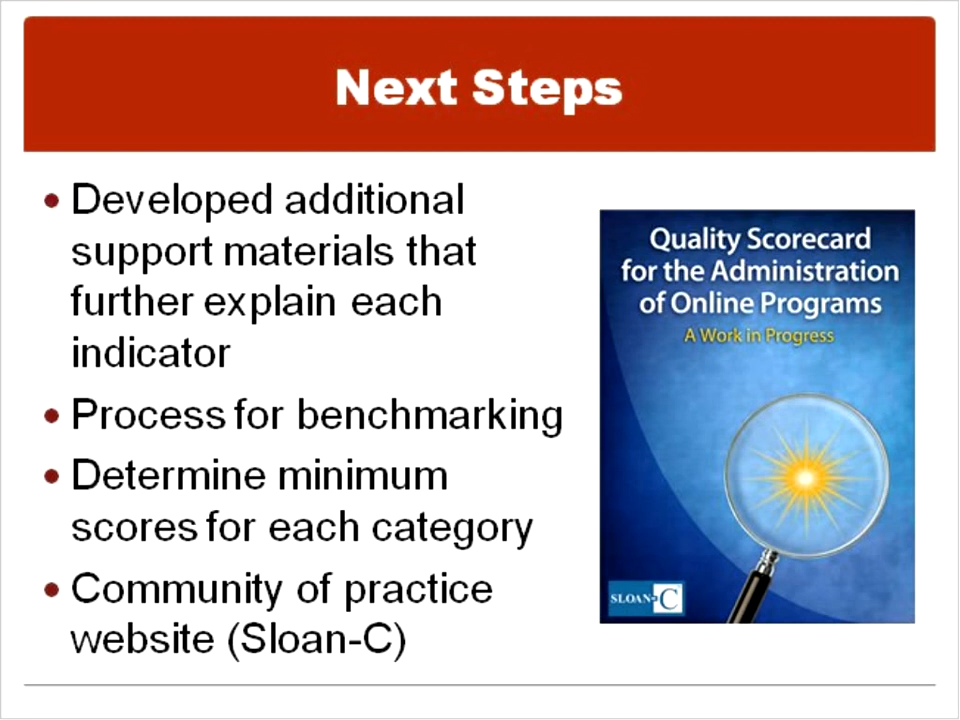 Next Steps
• Developed additional
support materials that
further explain each
indicator
• Process for benchmarking
• Determine minimum
scores for each category
• Community of practice
website (Sloan-C)
Quality Scorecard
for the Administration
of Online Programs
A Work in Progress
SLOAN-C